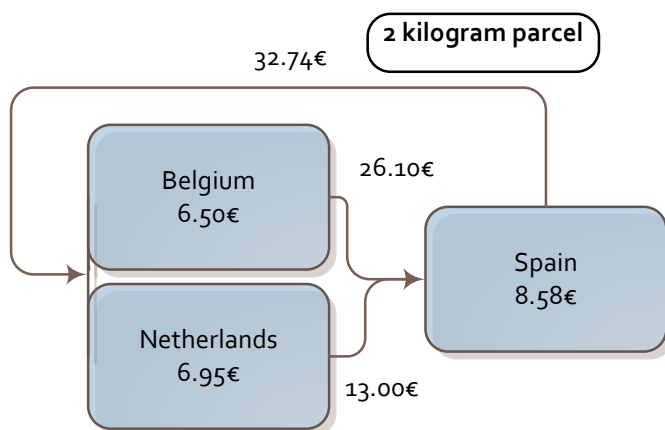 2 kilogram parcel
32.74€
Belgium
6.50€
26.10€
Spain
8.58€
Netherlands
6.95€
13.00€